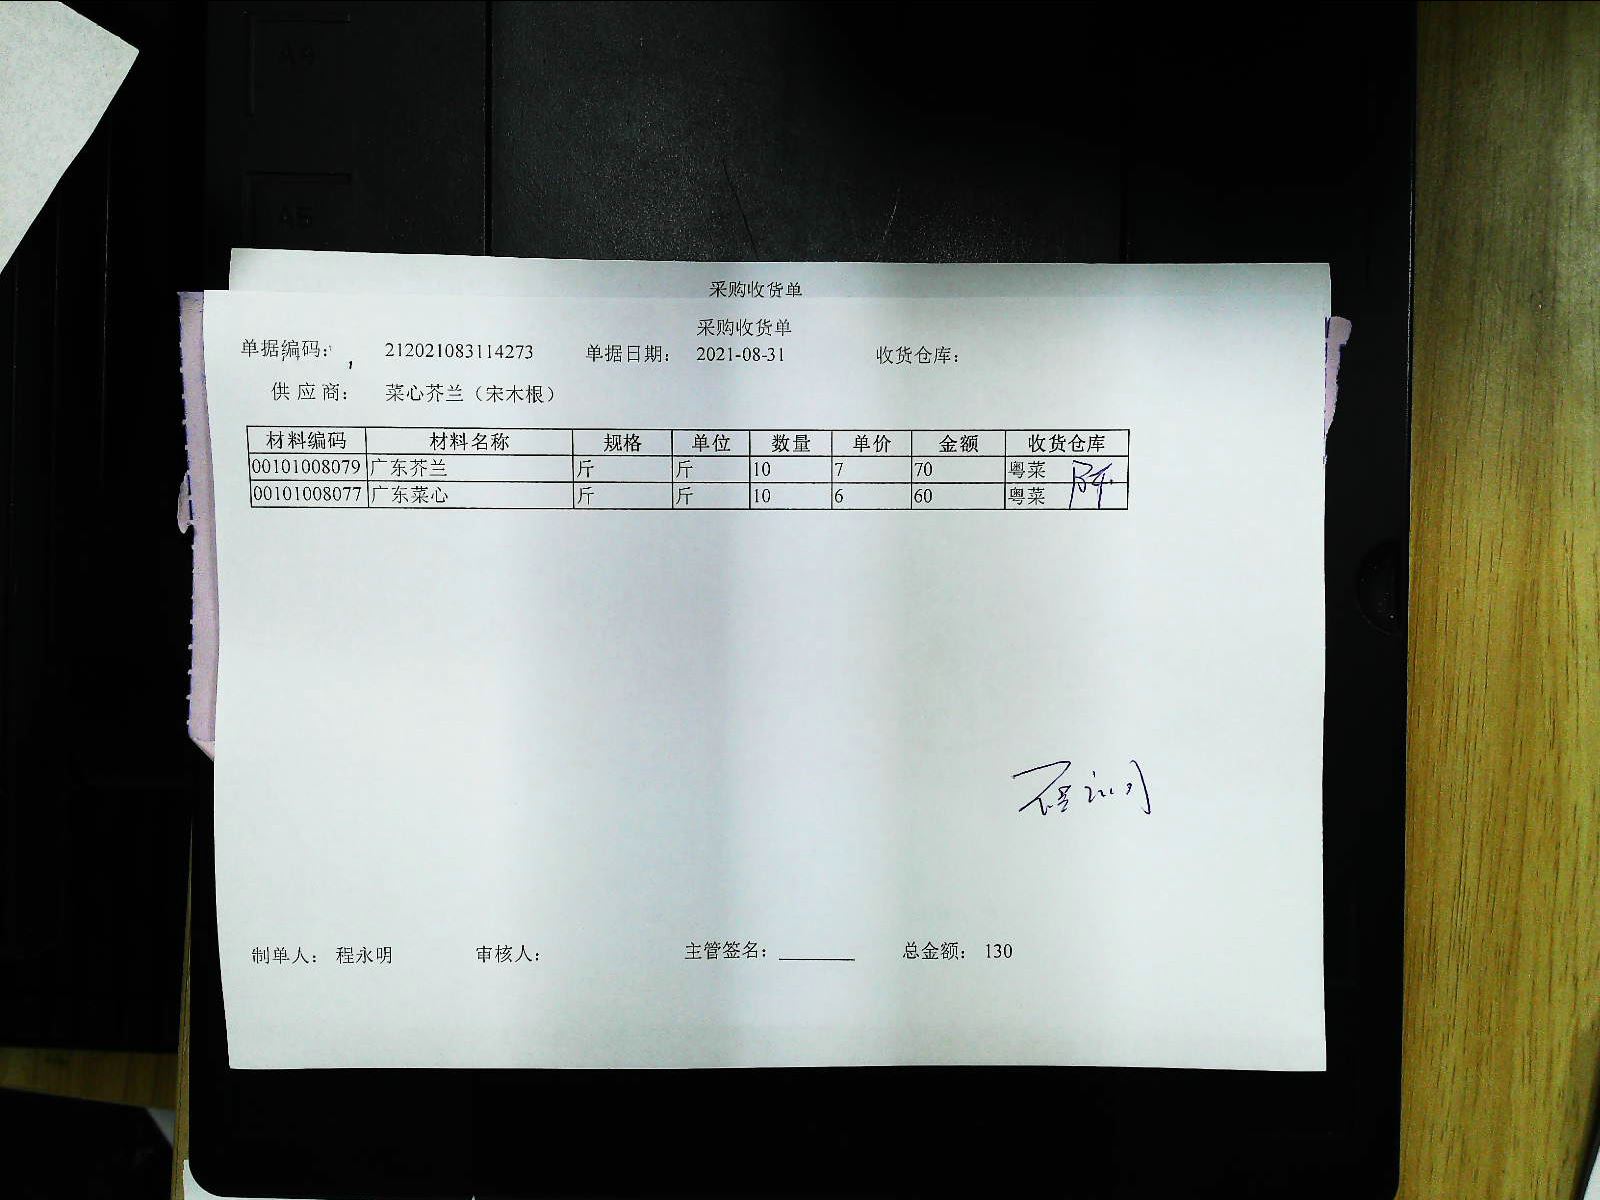 A4
A5
采购收货单
采购收货单
单据编码： 212021083114273 单据日期： 2021-08-31 收货仓库：
供 应 商： 菜心芥兰（宋木根）
材料编码 材料名称 规格 单位 数量 单价 金额 收货仓库
00101008079 广东芥兰 斤 斤 10 7 70 粤菜
00101008077 广东菜心 斤 斤 10 6 60 粤菜
制单人： 程永明 审核人： 主管签名： 总金额： 130